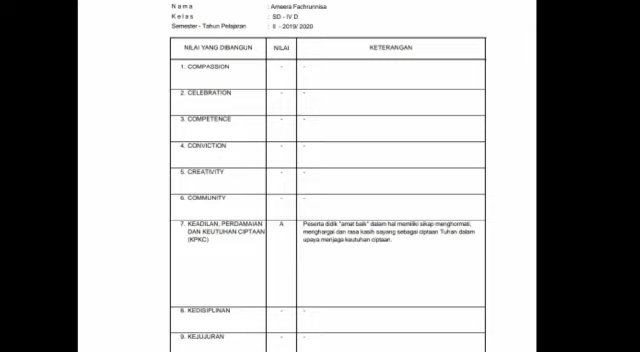 Nama : Ameera Fachrunnisa
Kelas : SD - IV D
Semester - Tahun Pelajaran : II - 2019/ 2020
NILAI YANG DIBANGUN NILAI KETERANGAN
1. COMPASSION - -
2. CELEBRATION - -
3. COMPETENCE - -
4. CONVICTION - -
5. CREATIVITY - -
6. COMMUNITY - -
7. KEADILAN, PERDAMAIAN A Peserta didik "amat baik" dalam hal memiliki sikap menghormati,
DAN KEUTUHAN CIPTAAN menghargai dan rasa kasih sayang sebagai ciptaan Tuhan dalam
(KPKC) upaya menjaga keutuhan ciptaan.
8. KEDISIPLINAN - -
9. KEJUJURAN - -